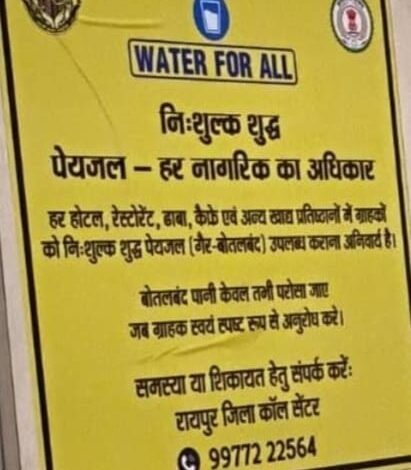 WATER FOR ALL
निःशुल्क शुद्ध
पेयजल – हर नागरिक का अधिकार
हर होटल, रेस्टोरेंट, ढाबा, कैफे एवं अन्य खाद्य प्रतिष्ठानों में ग्राहकों
को निःशुल्क शुद्ध पेयजल (गैर-बोतलबंद) उपलब्ध कराना अनिवार्य है।
बोतलबंद पानी केवल तभी परोसा जाए
जब ग्राहक स्वयं स्पष्ट रूप से अनुरोध करे।
समस्या या शिकायत हेतु संपर्क करें:
रायपुर जिला कॉल सेंटर
99772 22564